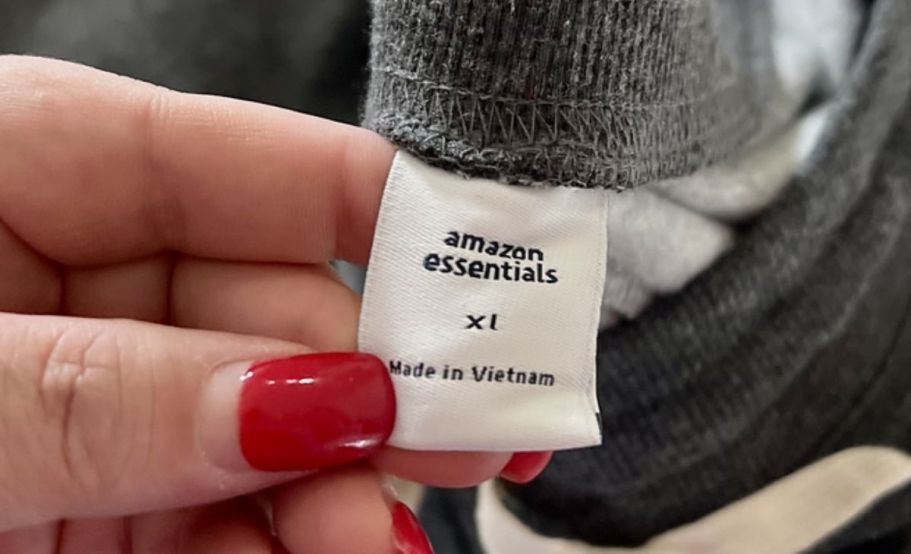 amazon
essentials
xl
Made in Vietnam